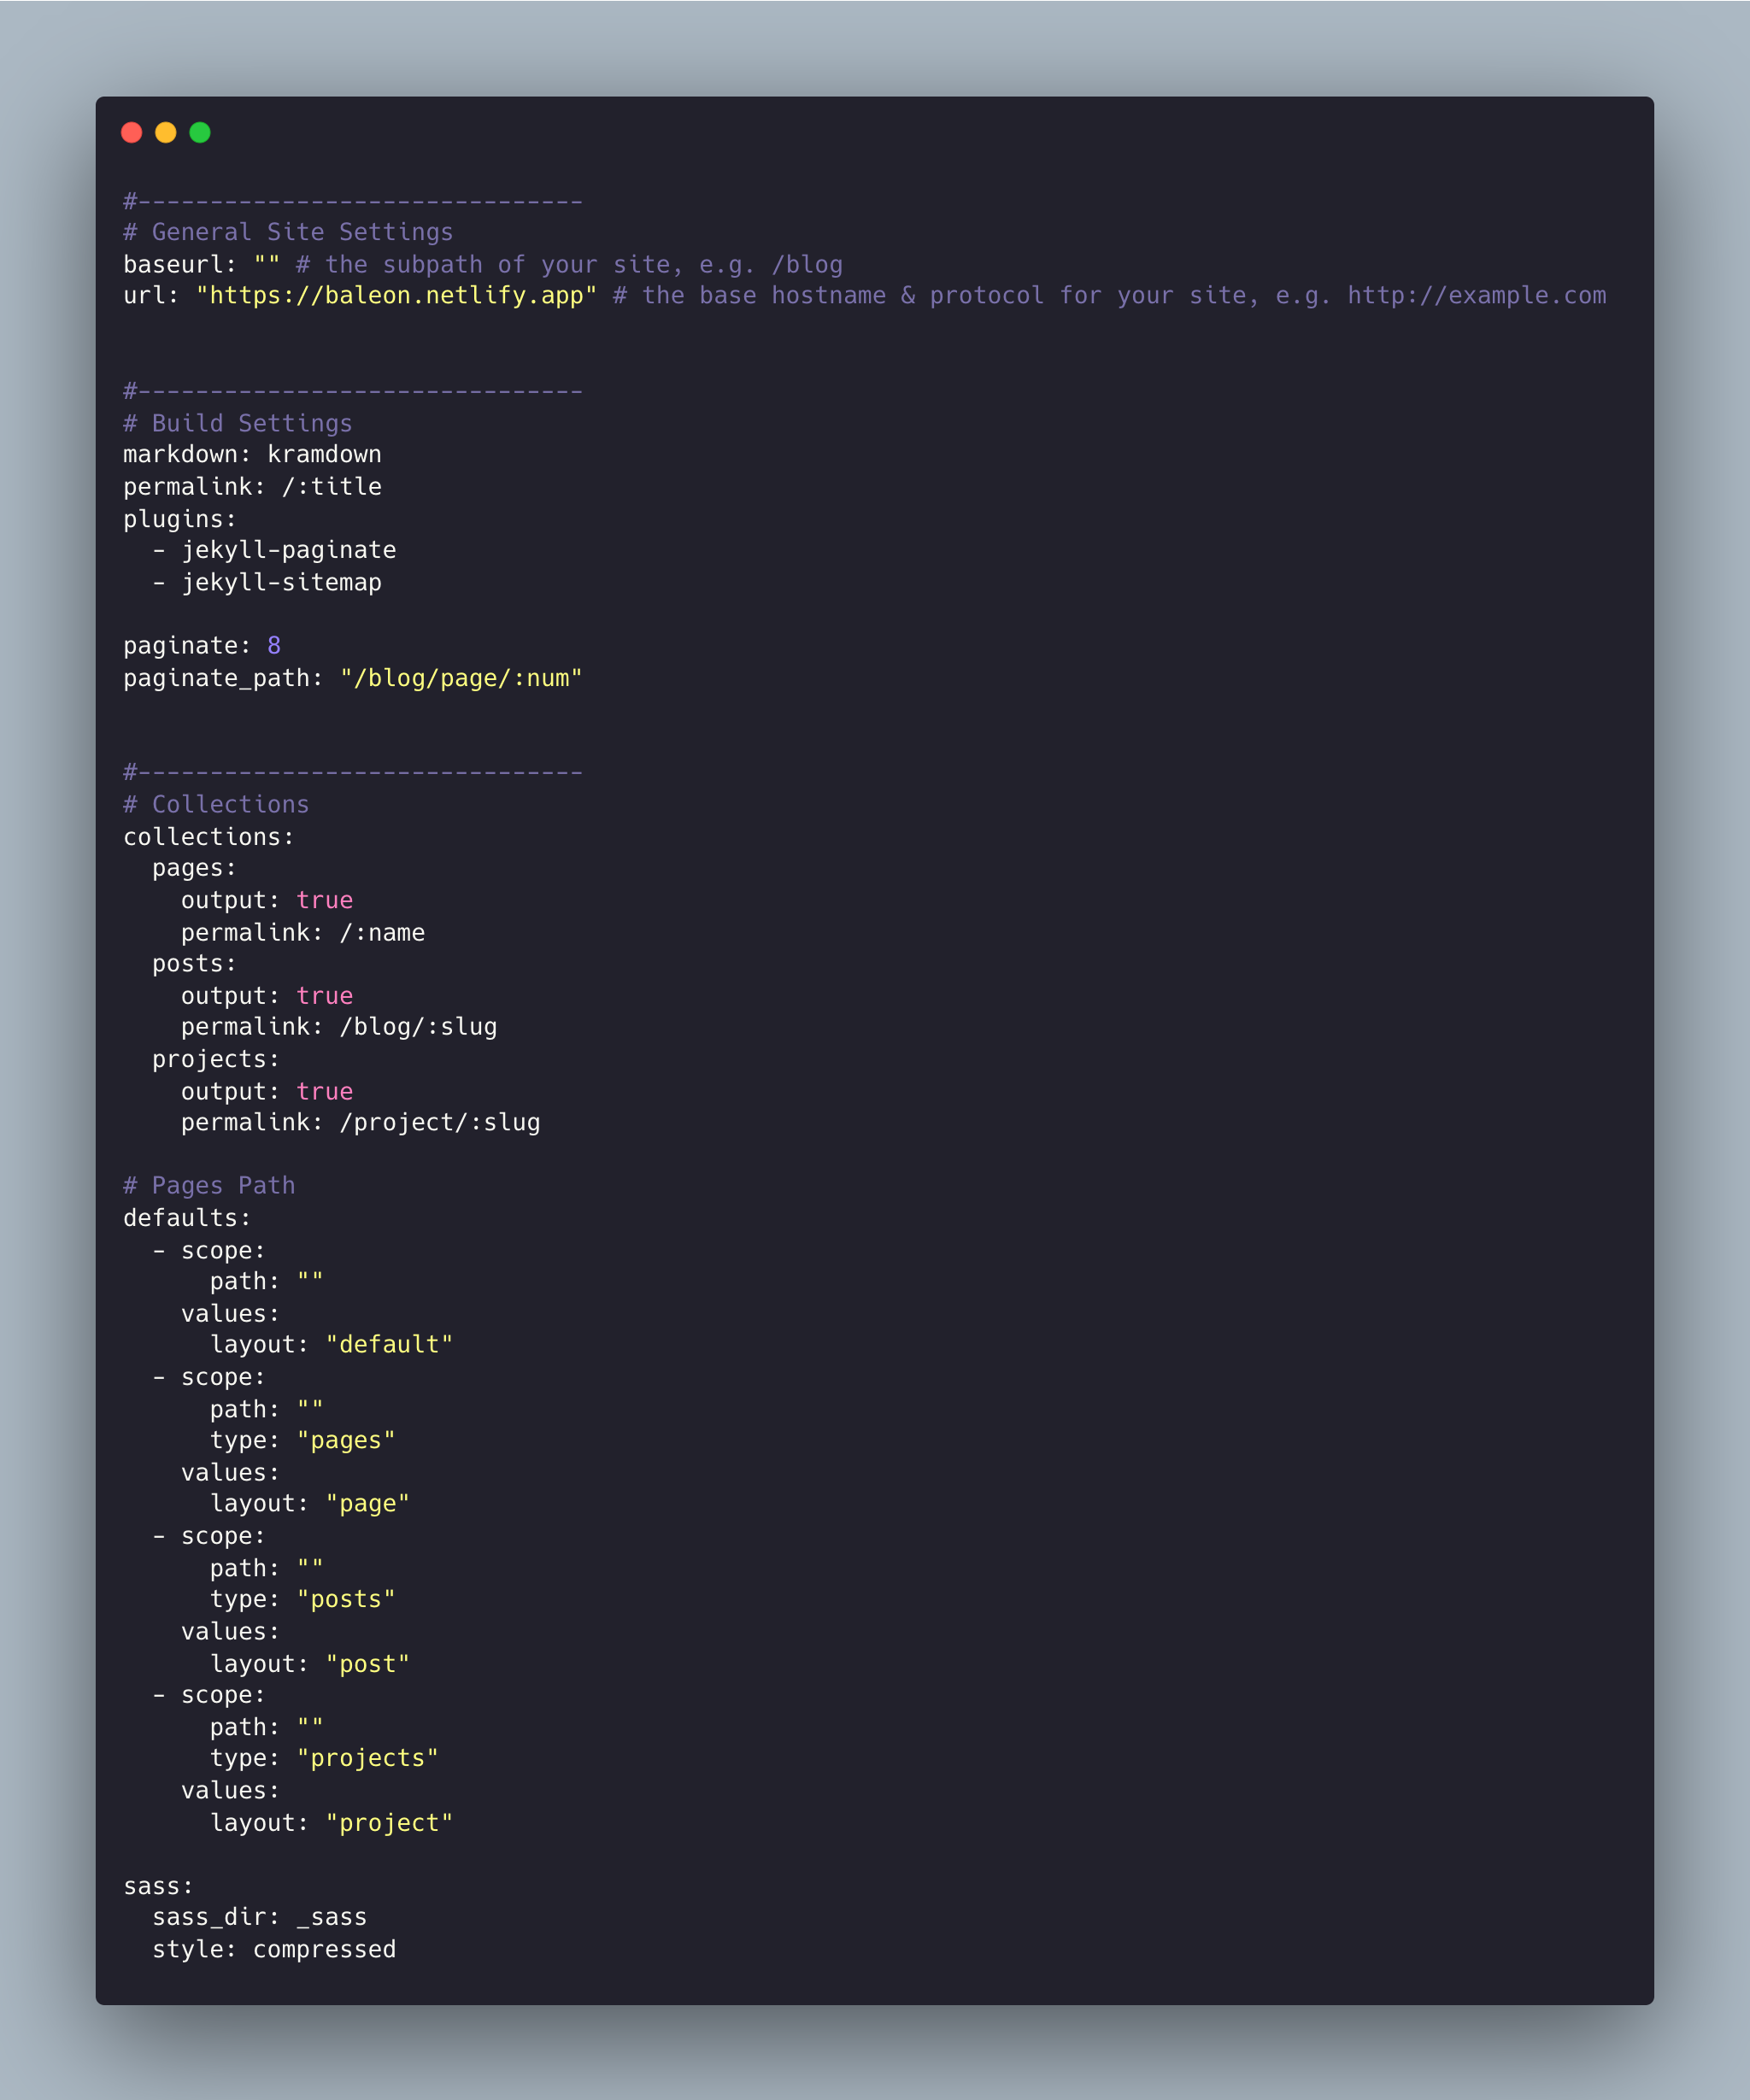 #-------------------------------
# General Site Settings
baseurl: "" # the subpath of your site, e.g. /blog
url: "https://baleon.netlify.app" # the base hostname & protocol for your site, e.g. http://example.com


#-------------------------------
# Build Settings
markdown: kramdown
permalink: /:title
plugins:
  - jekyll-paginate
  - jekyll-sitemap

paginate: 8
paginate_path: "/blog/page/:num"


#-------------------------------
# Collections
collections:
  pages:
    output: true
    permalink: /:name
  posts:
    output: true
    permalink: /blog/:slug
  projects:
    output: true
    permalink: /project/:slug

# Pages Path
defaults:
  - scope:
      path: ""
    values:
      layout: "default"
  - scope:
      path: ""
      type: "pages"
    values:
      layout: "page"
  - scope:
      path: ""
      type: "posts"
    values:
      layout: "post"
  - scope:
      path: ""
      type: "projects"
    values:
      layout: "project"

sass:
  sass_dir: _sass
  style: compressed